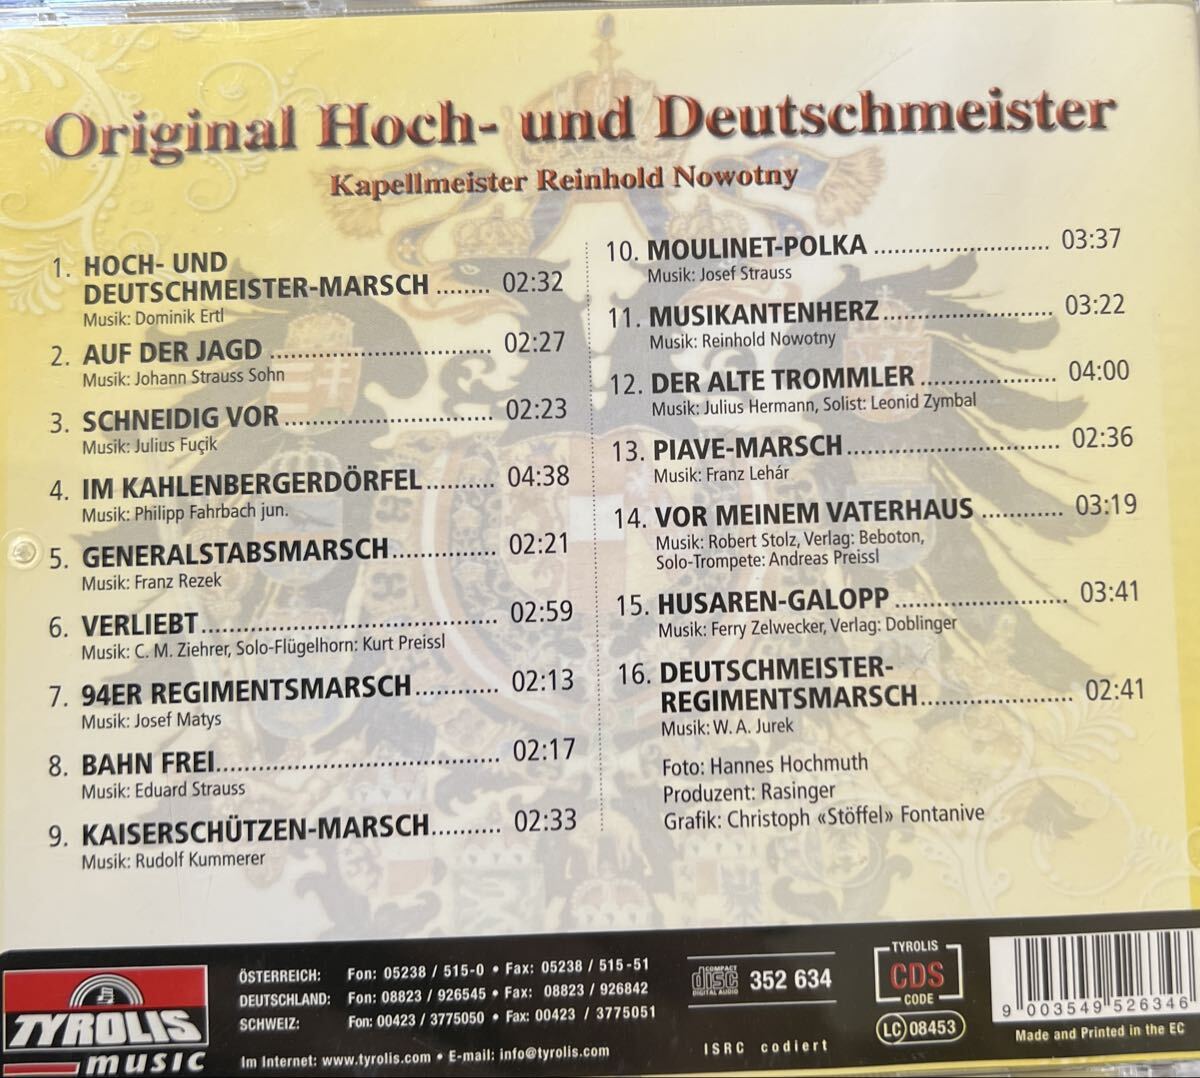 Original Hoch- und Deutschmeister
Kapellmeister Reinhold Nowotny
1. HOCH- UND
DEUTSCHMEISTER-MARSCH ........ 02:32
Musik: Dominik Ertl
2. AUF DER JAGD ............................... 02:27
Musik: Johann Strauss Sohn
3. SCHNEIDIG VOR ............................. 02:23
Musik: Julius Fuçik
4. IM KAHLENBERGERDÖRFEL .......... 04:38
Musik: Philipp Fahrbach jun.
5. GENERALSTABSMARSCH ............... 02:21
Musik: Franz Rezek
6. VERLIEBT ......................................... 02:59
Musik: C. M. Ziehrer, Solo-Flügelhorn: Kurt Preissl
7. 94ER REGIMENTSMARSCH ............ 02:13
Musik: Josef Matys
8. BAHN FREI ....................................... 02:17
Musik: Eduard Strauss
9. KAISERSCHÜTZEN-MARSCH .......... 02:33
Musik: Rudolf Kummerer
10. MOULINET-POLKA ......................... 03:37
Musik: Josef Strauss
11. MUSIKANTENHERZ ........................ 03:22
Musik: Reinhold Nowotny
12. DER ALTE TROMMLER ................... 04:00
Musik: Julius Hermann, Solist: Leonid Zymbal
13. PIAVE-MARSCH .............................. 02:36
Musik: Franz Lehár
14. VOR MEINEM VATERHAUS ............ 03:19
Musik: Robert Stolz, Verlag: Beboton,
Solo-Trompete: Andreas Preissl
15. HUSAREN-GALOPP ......................... 03:41
Musik: Ferry Zelwecker, Verlag: Doblinger
16. DEUTSCHMEISTER-
REGIMENTSMARSCH ...................... 02:41
Musik: W. A. Jurek
Foto: Hannes Hochmuth
Produzent: Rasinger
Grafik: Christoph «Stöffel» Fontanive
TYROLIS
music
ÖSTERREICH: Fon: 05238 / 515-0 • Fax: 05238 / 515-51
DEUTSCHLAND: Fon: 08823 / 926545 • Fax: 08823 / 926842
SCHWEIZ: Fon: 00423 / 3775050 • Fax: 00423 / 3775051
Im Internet: www.tyrolis.com • E-mail: info@tyrolis.com
COMPACT
disc
DIGITAL AUDIO
352 634
ISRC codiert
TYROLIS
CDS
CODE
LC 08453
9 003549 526346
Made and Printed in the EC